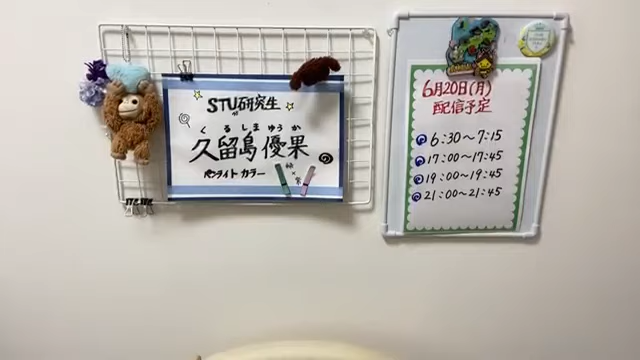 STU研究生
くるしまゆうか
久留島優果
ペンライトカラー
6月20日(月)
配信予定
6:30〜7:15
17:00〜17:45
19:00〜19:45
21:00〜21:45